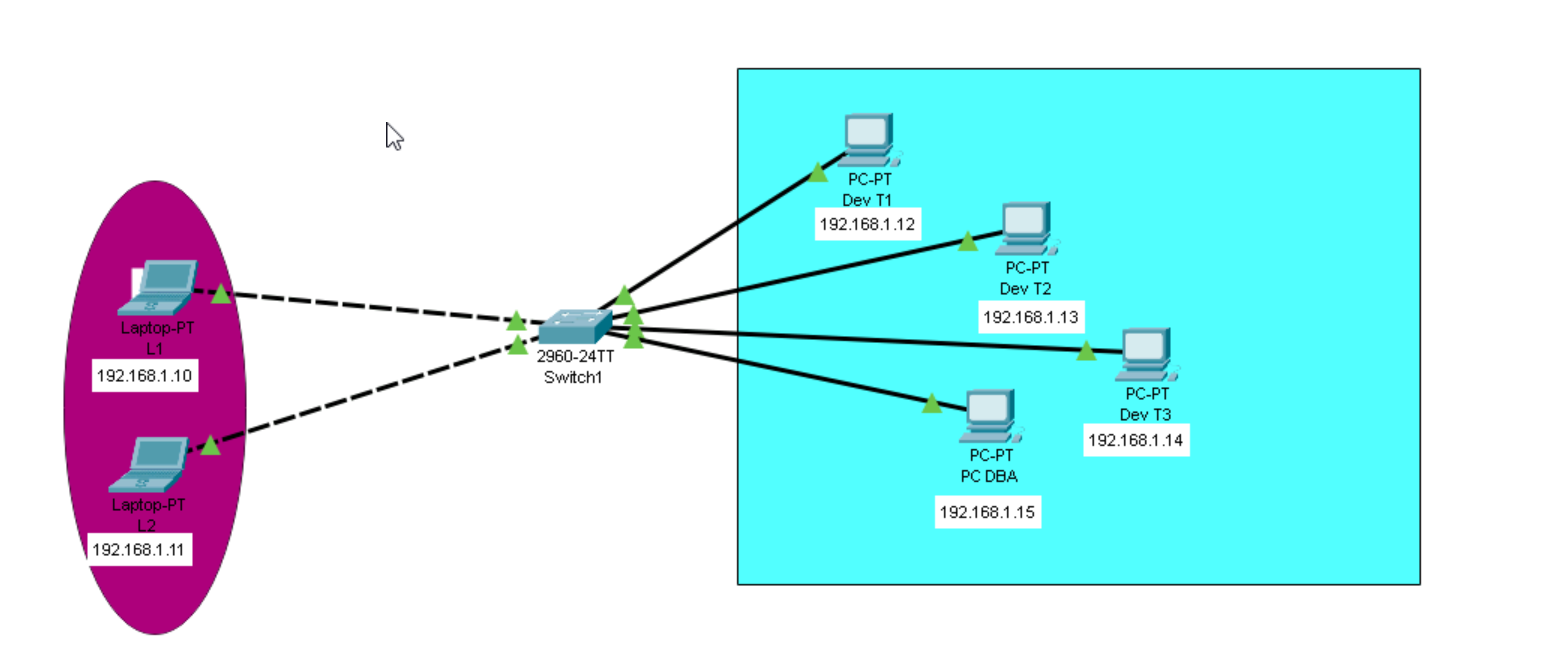 Laptop-PT
L1
192.168.1.10
Laptop-PT
L2
192.168.1.11
2960-24TT
Switch1
PC-PT
Dev T1
192.168.1.12
PC-PT
Dev T2
192.168.1.13
PC-PT
Dev T3
192.168.1.14
PC-PT
PC DBA
192.168.1.15